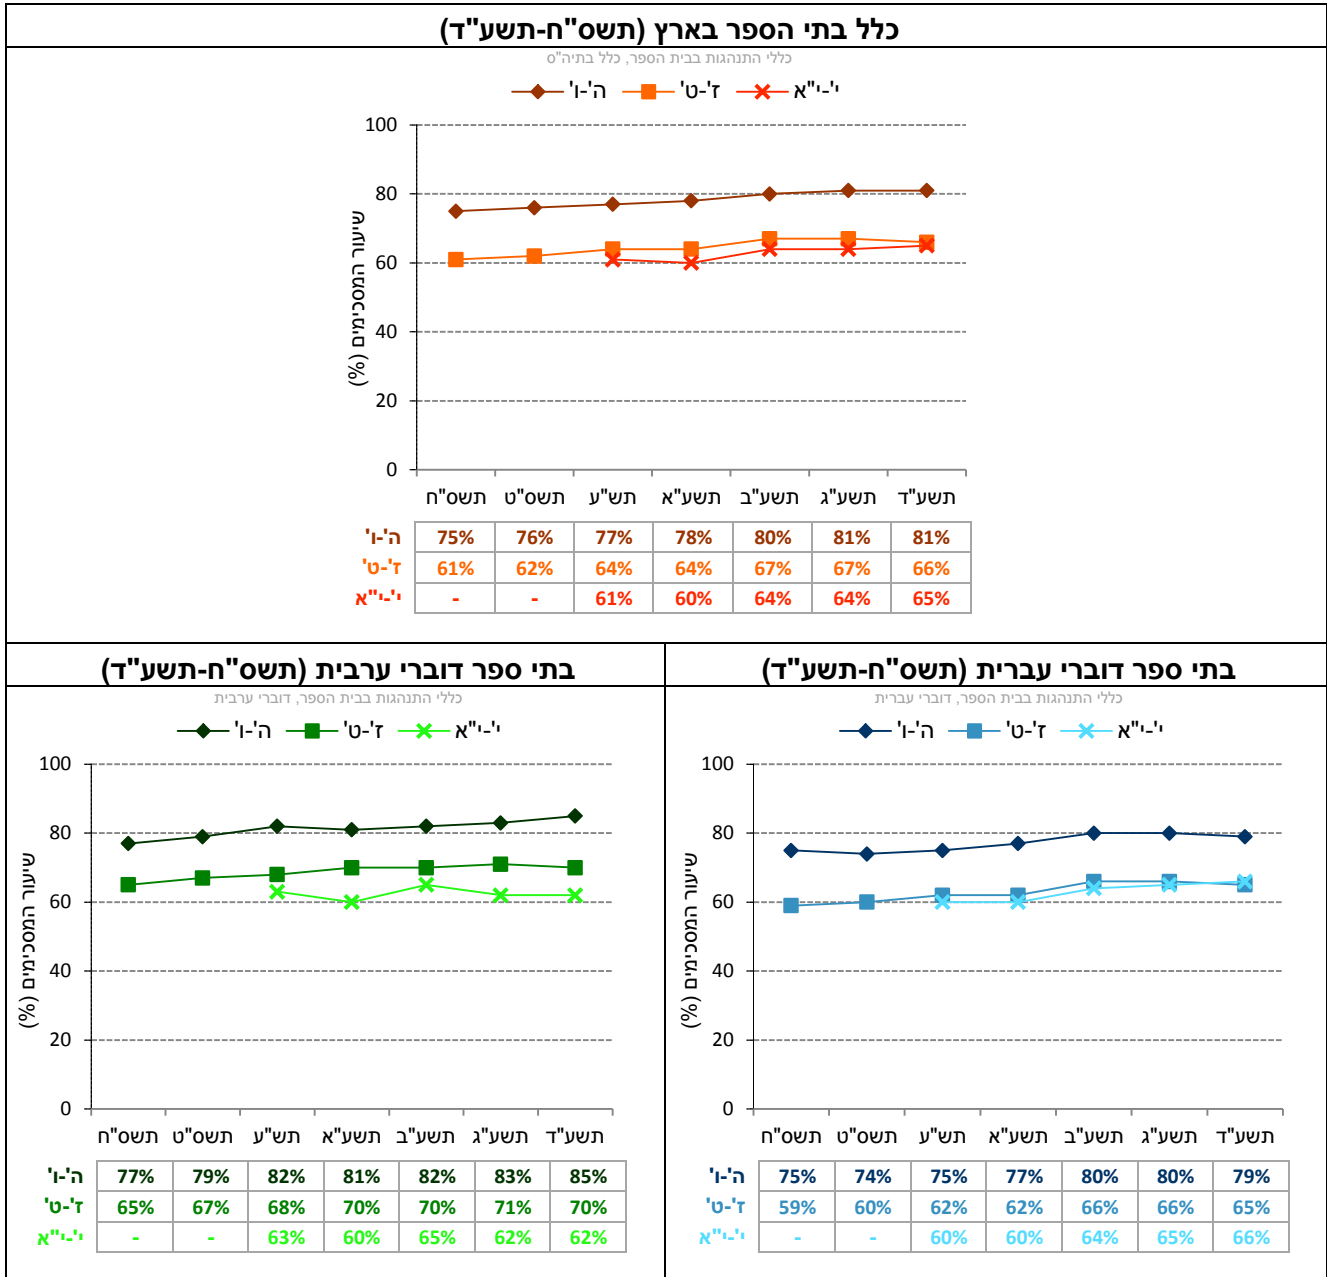 כלל בתי הספר בארץ (תשס"ח-תשע"ד)
כללי התנהגות בבית הספר, כלל בתיה"ס
ה'-ו' ז'-ט' י'-י"א
שיעור המסכימים (%)
100
80
60
40
20
0
תשס"ח תשס"ט תש"ע תשע"א תשע"ב תשע"ג תשע"ד
ה'-ו' 75% 76% 77% 78% 80% 81% 81%
ז'-ט' 61% 62% 64% 64% 67% 67% 66%
י'-י"א - - 61% 60% 64% 64% 65%
בתי ספר דוברי עברית (תשס"ח-תשע"ד)
כללי התנהגות בבית הספר, דוברי עברית
ה'-ו' ז'-ט' י'-י"א
שיעור המסכימים (%)
100
80
60
40
20
0
תשס"ח תשס"ט תש"ע תשע"א תשע"ב תשע"ג תשע"ד
ה'-ו' 75% 74% 75% 77% 80% 80% 79%
ז'-ט' 59% 60% 62% 62% 66% 66% 65%
י'-י"א - - 60% 60% 64% 65% 66%
בתי ספר דוברי ערבית (תשס"ח-תשע"ד)
כללי התנהגות בבית הספר, דוברי ערבית
ה'-ו' ז'-ט' י'-י"א
שיעור המסכימים (%)
100
80
60
40
20
0
תשס"ח תשס"ט תש"ע תשע"א תשע"ב תשע"ג תשע"ד
ה'-ו' 77% 79% 82% 81% 82% 83% 85%
ז'-ט' 65% 67% 68% 70% 70% 71% 70%
י'-י"א - - 63% 60% 65% 62% 62%